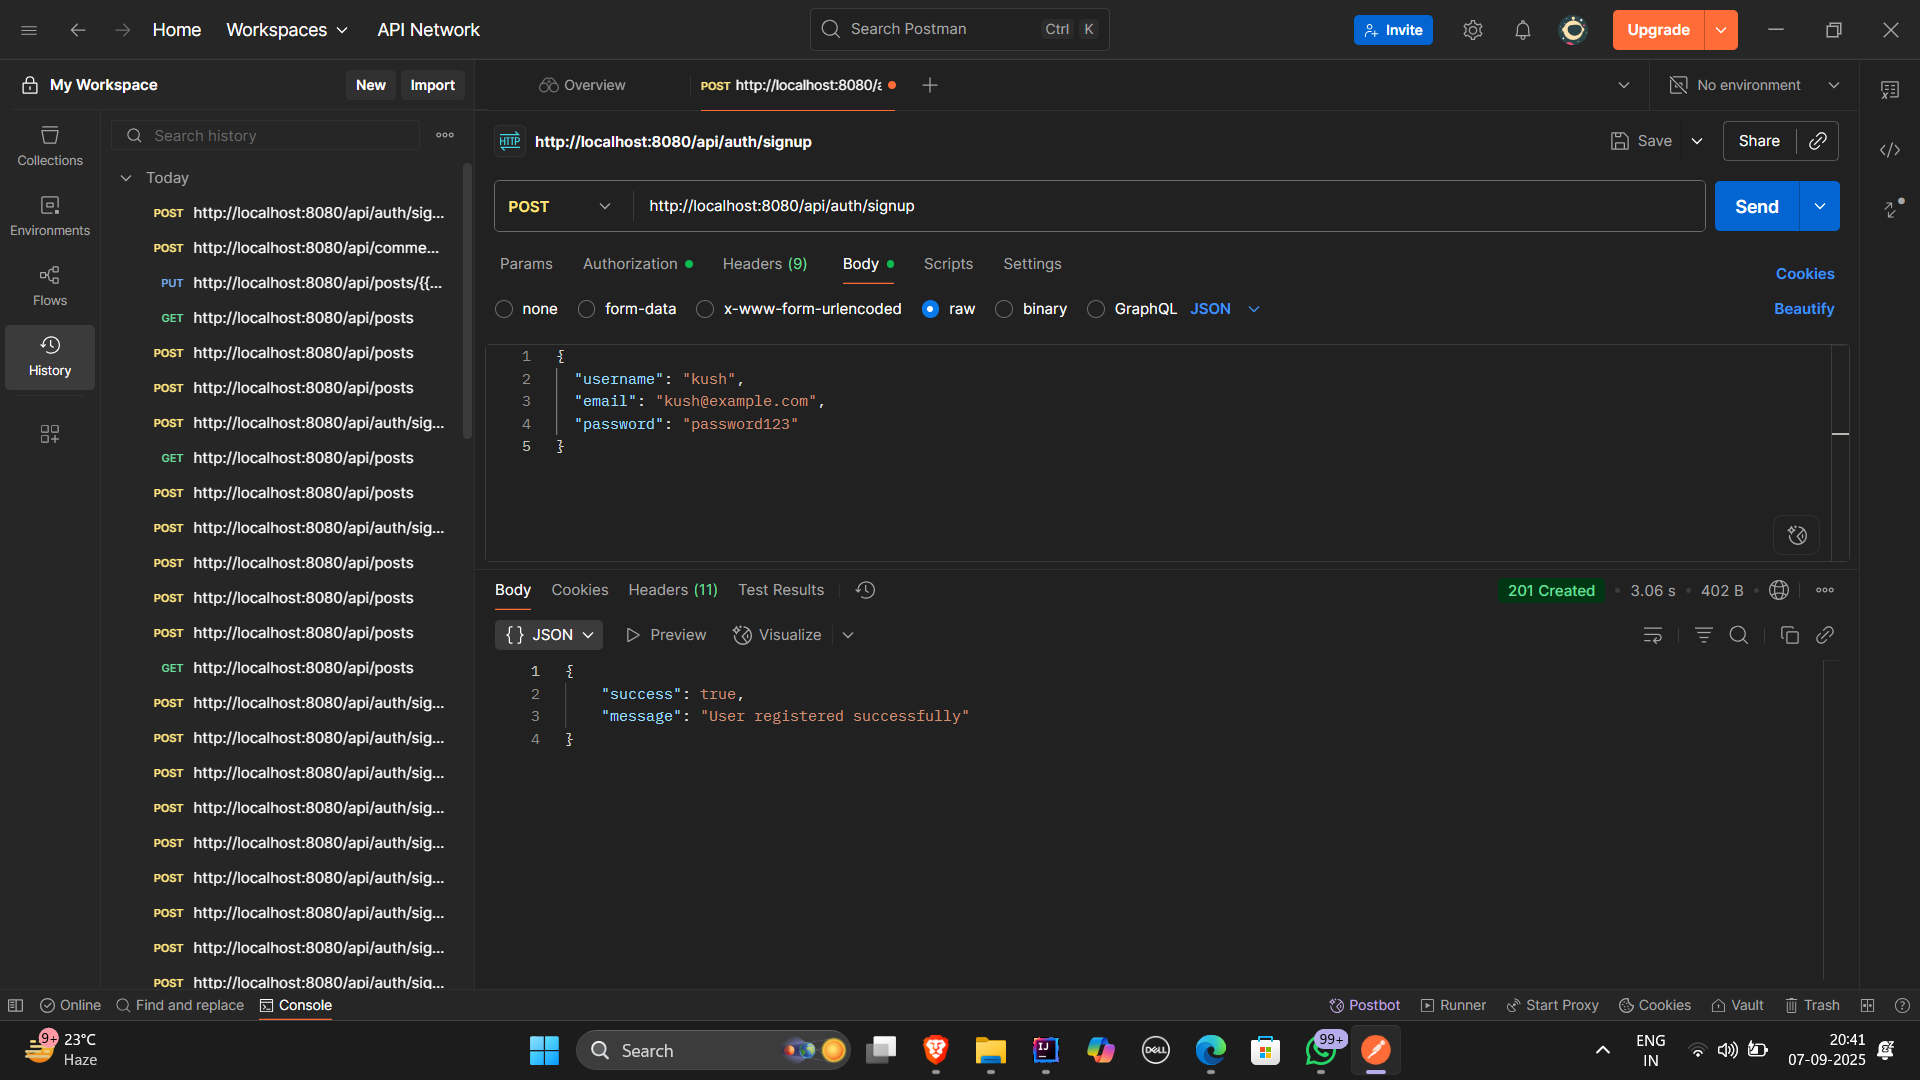 Home
Workspaces
API Network
Search Postman
Ctrl
K
Invite
Upgrade
My Workspace
New
Import
Overview
POST http://localhost:8080/a
No environment
Collections
Environments
Flows
History
Search history
Today
POST http://localhost:8080/api/auth/sig...
POST http://localhost:8080/api/comme...
PUT http://localhost:8080/api/posts/{{...
GET http://localhost:8080/api/posts
POST http://localhost:8080/api/posts
POST http://localhost:8080/api/posts
POST http://localhost:8080/api/auth/sig...
GET http://localhost:8080/api/posts
POST http://localhost:8080/api/posts
POST http://localhost:8080/api/auth/sig...
POST http://localhost:8080/api/posts
POST http://localhost:8080/api/posts
POST http://localhost:8080/api/posts
GET http://localhost:8080/api/posts
POST http://localhost:8080/api/auth/sig...
POST http://localhost:8080/api/auth/sig...
POST http://localhost:8080/api/auth/sig...
POST http://localhost:8080/api/auth/sig...
POST http://localhost:8080/api/auth/sig...
POST http://localhost:8080/api/auth/sig...
POST http://localhost:8080/api/auth/sig...
POST http://localhost:8080/api/auth/sig...
POST http://localhost:8080/api/auth/sig...
HTTP
http://localhost:8080/api/auth/signup
Save
Share
POST
http://localhost:8080/api/auth/signup
Send
Params
Authorization
Headers (9)
Body
Scripts
Settings
Cookies
none
form-data
x-www-form-urlencoded
raw
binary
GraphQL
JSON
Beautify
1 {
2 "username": "kush",
3 "email": "kush@example.com",
4 "password": "password123"
5 }
Body
Cookies
Headers (11)
Test Results
201 Created
3.06 s
402 B
{} JSON
Preview
Visualize
1 {
2 "success": true,
3 "message": "User registered successfully"
4 }
Online
Find and replace
Console
Postbot
Runner
Start Proxy
Cookies
Vault
Trash
9+
23°C
Haze
Search
IJ
DELL
99+
ENG
IN
20:41
07-09-2025